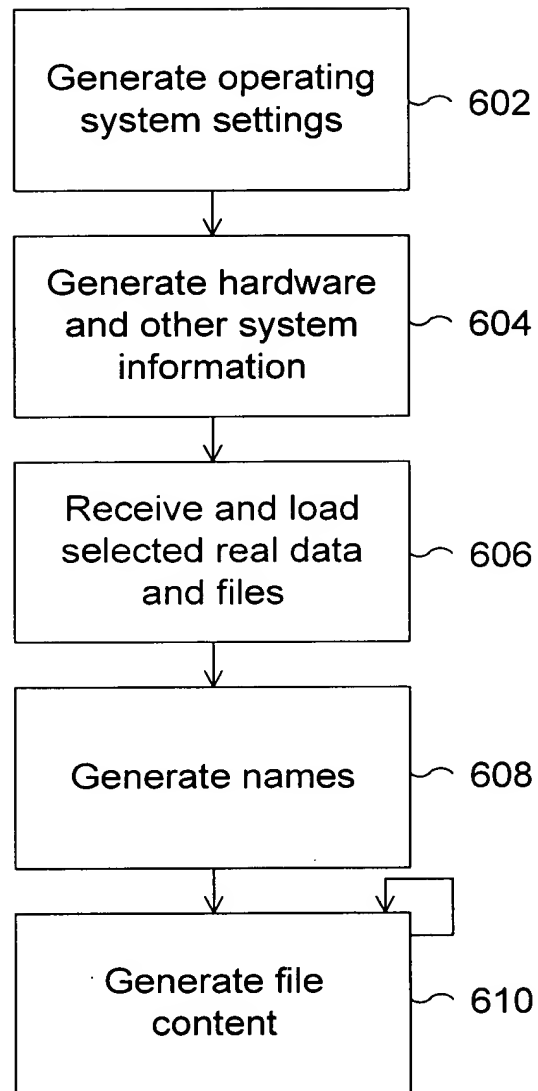 Generate operating
system settings
602
Generate hardware
and other system
information
604
Receive and load
selected real data
and files
606
Generate names
608
Generate file
content
610